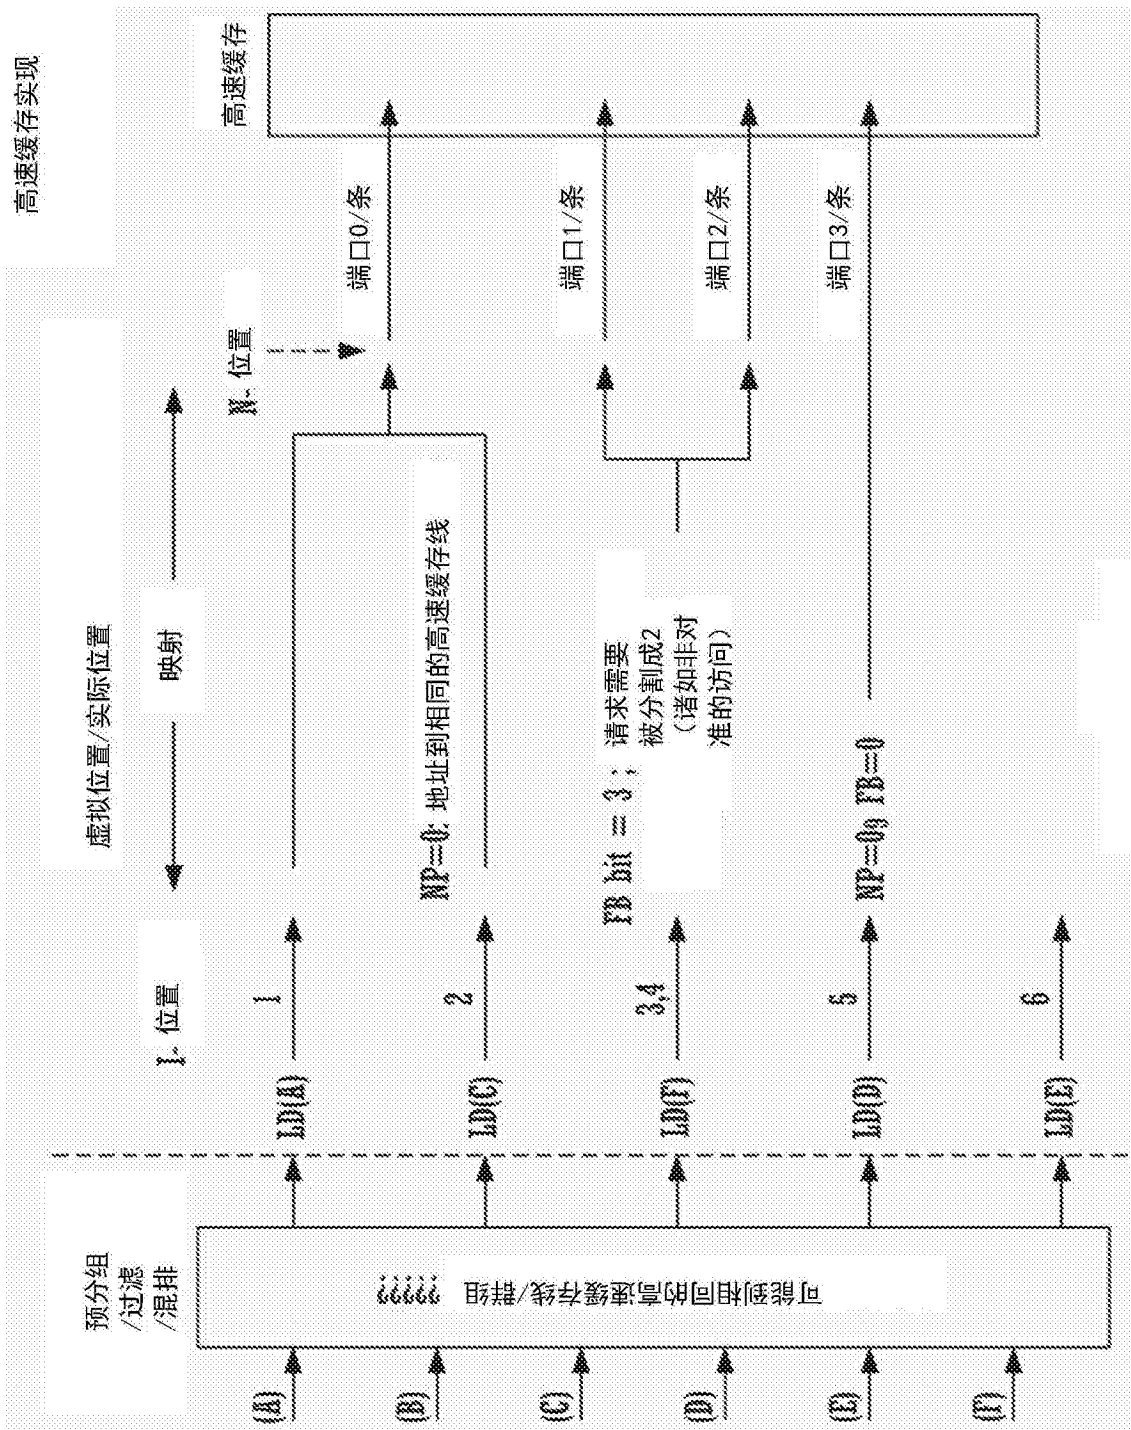 高速缓存实现
虚拟位置/实际位置
预分组
/过滤
/混排
I- 位置
映射
N- 位置
高速缓存
(A)
(B)
(C)
(D)
(E)
(F)
可能到相同的高速缓存线/群组 ?????
LD(A)
1
端口0/条
LD(C)
2
NP=0; 地址到相同的高速缓存线
LD(F)
3,4
FB bit = 3 ; 请求需要
被分割成2
(诸如非对
准的访问)
端口1/条
端口2/条
LD(D)
5
NP=0, FB=0
端口3/条
LD(E)
6